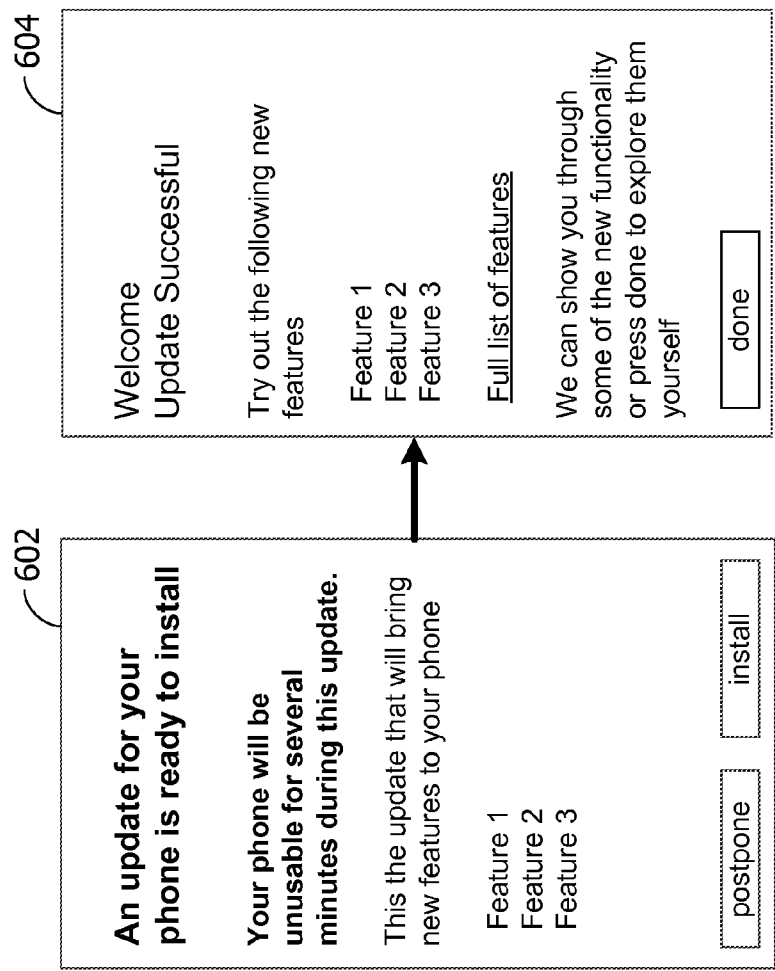 602
An update for your
phone is ready to install
Your phone will be
unusable for several
minutes during this update.
This the update that will bring
new features to your phone
Feature 1
Feature 2
Feature 3
postpone
install
604
Welcome
Update Successful
Try out the following new
features
Feature 1
Feature 2
Feature 3
Full list of features
We can show you through
some of the new functionality
or press done to explore them
yourself
done